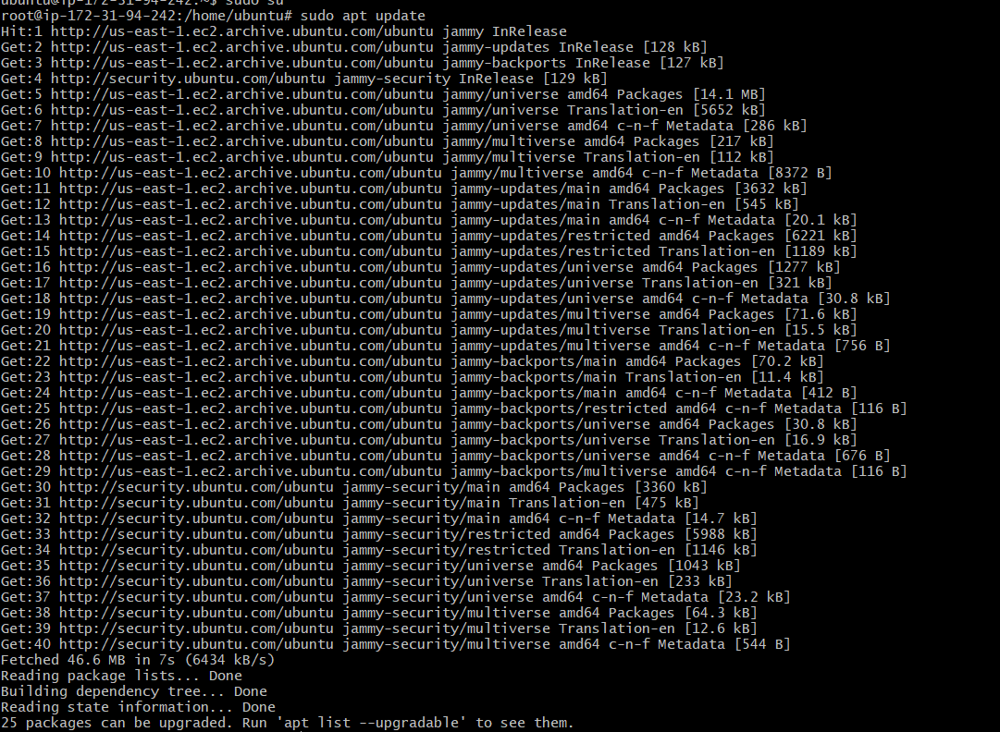 ubuntu@ip-172-31-94-242:~$ sudo su
root@ip-172-31-94-242:/home/ubuntu# sudo apt update
Hit:1 http://us-east-1.ec2.archive.ubuntu.com/ubuntu jammy InRelease
Get:2 http://us-east-1.ec2.archive.ubuntu.com/ubuntu jammy-updates InRelease [128 kB]
Get:3 http://us-east-1.ec2.archive.ubuntu.com/ubuntu jammy-backports InRelease [127 kB]
Get:4 http://security.ubuntu.com/ubuntu jammy-security InRelease [129 kB]
Get:5 http://us-east-1.ec2.archive.ubuntu.com/ubuntu jammy/universe amd64 Packages [14.1 MB]
Get:6 http://us-east-1.ec2.archive.ubuntu.com/ubuntu jammy/universe Translation-en [5652 kB]
Get:7 http://us-east-1.ec2.archive.ubuntu.com/ubuntu jammy/universe amd64 c-n-f Metadata [286 kB]
Get:8 http://us-east-1.ec2.archive.ubuntu.com/ubuntu jammy/multiverse amd64 Packages [217 kB]
Get:9 http://us-east-1.ec2.archive.ubuntu.com/ubuntu jammy/multiverse Translation-en [112 kB]
Get:10 http://us-east-1.ec2.archive.ubuntu.com/ubuntu jammy/multiverse amd64 c-n-f Metadata [8372 B]
Get:11 http://us-east-1.ec2.archive.ubuntu.com/ubuntu jammy-updates/main amd64 Packages [3632 kB]
Get:12 http://us-east-1.ec2.archive.ubuntu.com/ubuntu jammy-updates/main Translation-en [545 kB]
Get:13 http://us-east-1.ec2.archive.ubuntu.com/ubuntu jammy-updates/main amd64 c-n-f Metadata [20.1 kB]
Get:14 http://us-east-1.ec2.archive.ubuntu.com/ubuntu jammy-updates/restricted amd64 Packages [6221 kB]
Get:15 http://us-east-1.ec2.archive.ubuntu.com/ubuntu jammy-updates/restricted Translation-en [1189 kB]
Get:16 http://us-east-1.ec2.archive.ubuntu.com/ubuntu jammy-updates/universe amd64 Packages [1277 kB]
Get:17 http://us-east-1.ec2.archive.ubuntu.com/ubuntu jammy-updates/universe Translation-en [321 kB]
Get:18 http://us-east-1.ec2.archive.ubuntu.com/ubuntu jammy-updates/universe amd64 c-n-f Metadata [30.8 kB]
Get:19 http://us-east-1.ec2.archive.ubuntu.com/ubuntu jammy-updates/multiverse amd64 Packages [71.6 kB]
Get:20 http://us-east-1.ec2.archive.ubuntu.com/ubuntu jammy-updates/multiverse Translation-en [15.5 kB]
Get:21 http://us-east-1.ec2.archive.ubuntu.com/ubuntu jammy-updates/multiverse amd64 c-n-f Metadata [756 B]
Get:22 http://us-east-1.ec2.archive.ubuntu.com/ubuntu jammy-backports/main amd64 Packages [70.2 kB]
Get:23 http://us-east-1.ec2.archive.ubuntu.com/ubuntu jammy-backports/main Translation-en [11.4 kB]
Get:24 http://us-east-1.ec2.archive.ubuntu.com/ubuntu jammy-backports/main amd64 c-n-f Metadata [412 B]
Get:25 http://us-east-1.ec2.archive.ubuntu.com/ubuntu jammy-backports/restricted amd64 c-n-f Metadata [116 B]
Get:26 http://us-east-1.ec2.archive.ubuntu.com/ubuntu jammy-backports/universe amd64 Packages [30.8 kB]
Get:27 http://us-east-1.ec2.archive.ubuntu.com/ubuntu jammy-backports/universe Translation-en [16.9 kB]
Get:28 http://us-east-1.ec2.archive.ubuntu.com/ubuntu jammy-backports/universe amd64 c-n-f Metadata [676 B]
Get:29 http://us-east-1.ec2.archive.ubuntu.com/ubuntu jammy-backports/multiverse amd64 c-n-f Metadata [116 B]
Get:30 http://security.ubuntu.com/ubuntu jammy-security/main amd64 Packages [3360 kB]
Get:31 http://security.ubuntu.com/ubuntu jammy-security/main Translation-en [475 kB]
Get:32 http://security.ubuntu.com/ubuntu jammy-security/main amd64 c-n-f Metadata [14.7 kB]
Get:33 http://security.ubuntu.com/ubuntu jammy-security/restricted amd64 Packages [5988 kB]
Get:34 http://security.ubuntu.com/ubuntu jammy-security/restricted Translation-en [1146 kB]
Get:35 http://security.ubuntu.com/ubuntu jammy-security/universe amd64 Packages [1043 kB]
Get:36 http://security.ubuntu.com/ubuntu jammy-security/universe Translation-en [233 kB]
Get:37 http://security.ubuntu.com/ubuntu jammy-security/universe amd64 c-n-f Metadata [23.2 kB]
Get:38 http://security.ubuntu.com/ubuntu jammy-security/multiverse amd64 Packages [64.3 kB]
Get:39 http://security.ubuntu.com/ubuntu jammy-security/multiverse Translation-en [12.6 kB]
Get:40 http://security.ubuntu.com/ubuntu jammy-security/multiverse amd64 c-n-f Metadata [544 B]
Fetched 46.6 MB in 7s (6434 kB/s)
Reading package lists... Done
Building dependency tree... Done
Reading state information... Done
25 packages can be upgraded. Run 'apt list --upgradable' to see them.